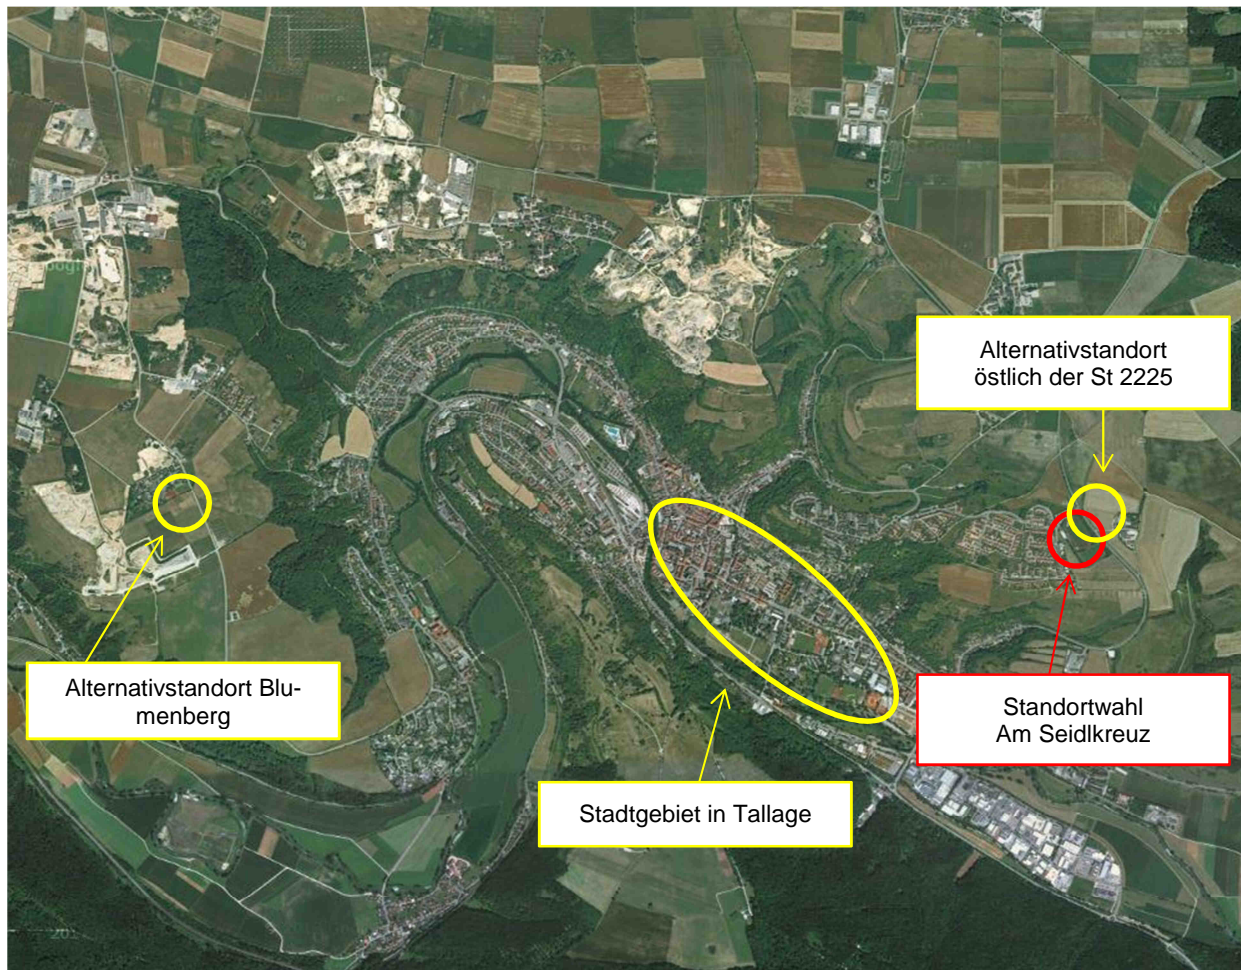 Alternativstandort
östlich der St 2225
Alternativstandort Blu-
menberg
Standortwahl
Am Seidlkreuz
Stadtgebiet in Tallage